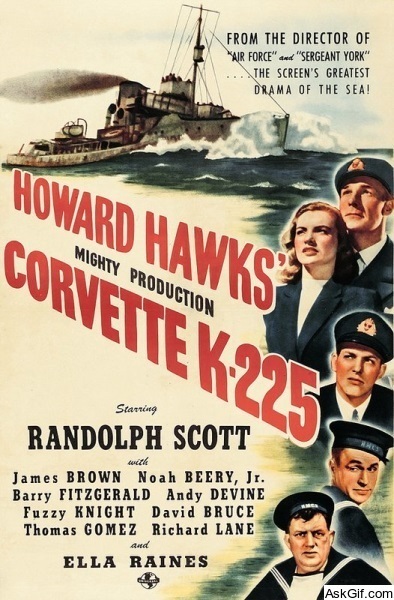 FROM THE DIRECTOR OF
"AIR FORCE" and "SERGEANT YORK"
....THE SCREEN'S GREATEST
DRAMA OF THE SEA!
HOWARD HAWKS'
MIGHTY PRODUCTION
CORVETTE K-225
Starring
RANDOLPH SCOTT
with
James BROWN Noah BEERY, Jr.
Barry FITZGERALD Andy DEVINE
Fuzzy KNIGHT David BRUCE
Thomas GOMEZ Richard LANE
and
ELLA RAINES
AskGif.com